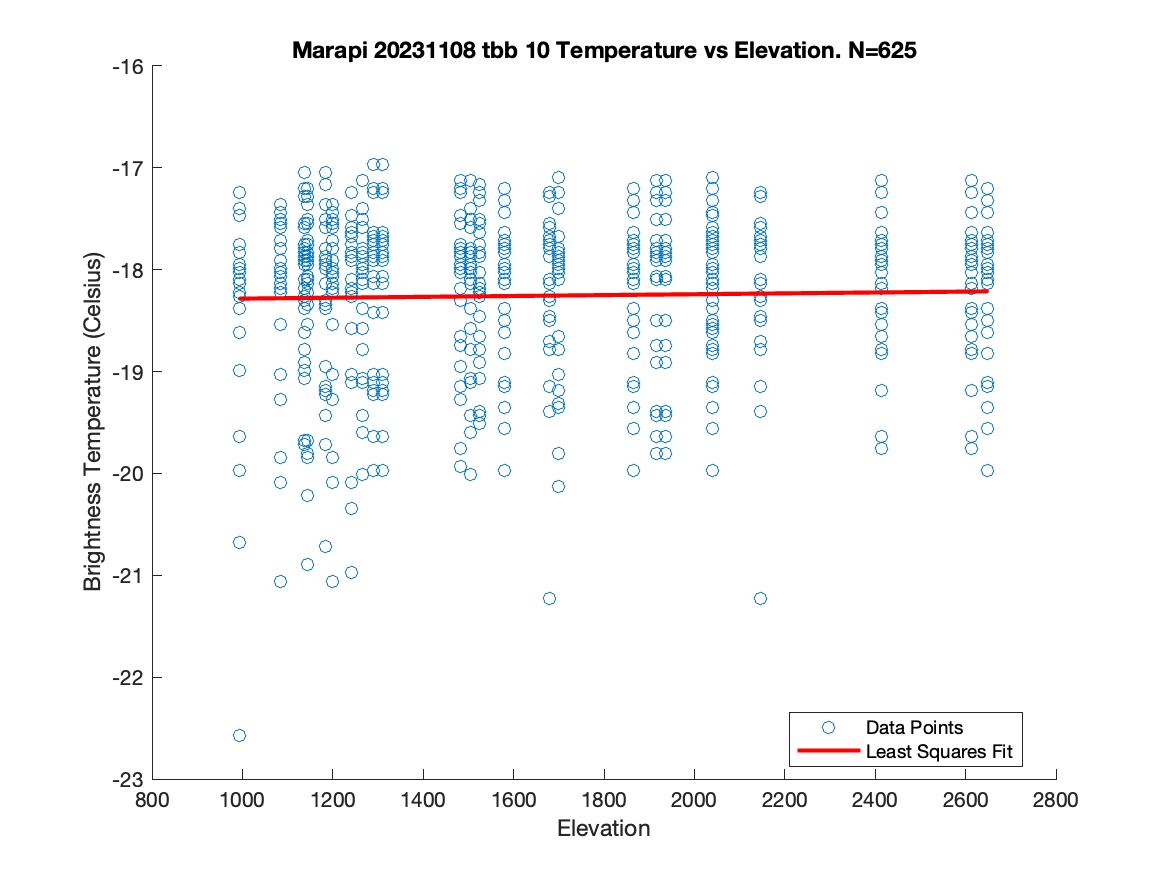 Marapi 20231108 tbb 10 Temperature vs Elevation. N=625
-16
-17
-18
-19
-20
-21
-22
-23
Brightness Temperature (Celsius)
Data Points
Least Squares Fit
800 1000 1200 1400 1600 1800 2000 2200 2400 2600 2800
Elevation